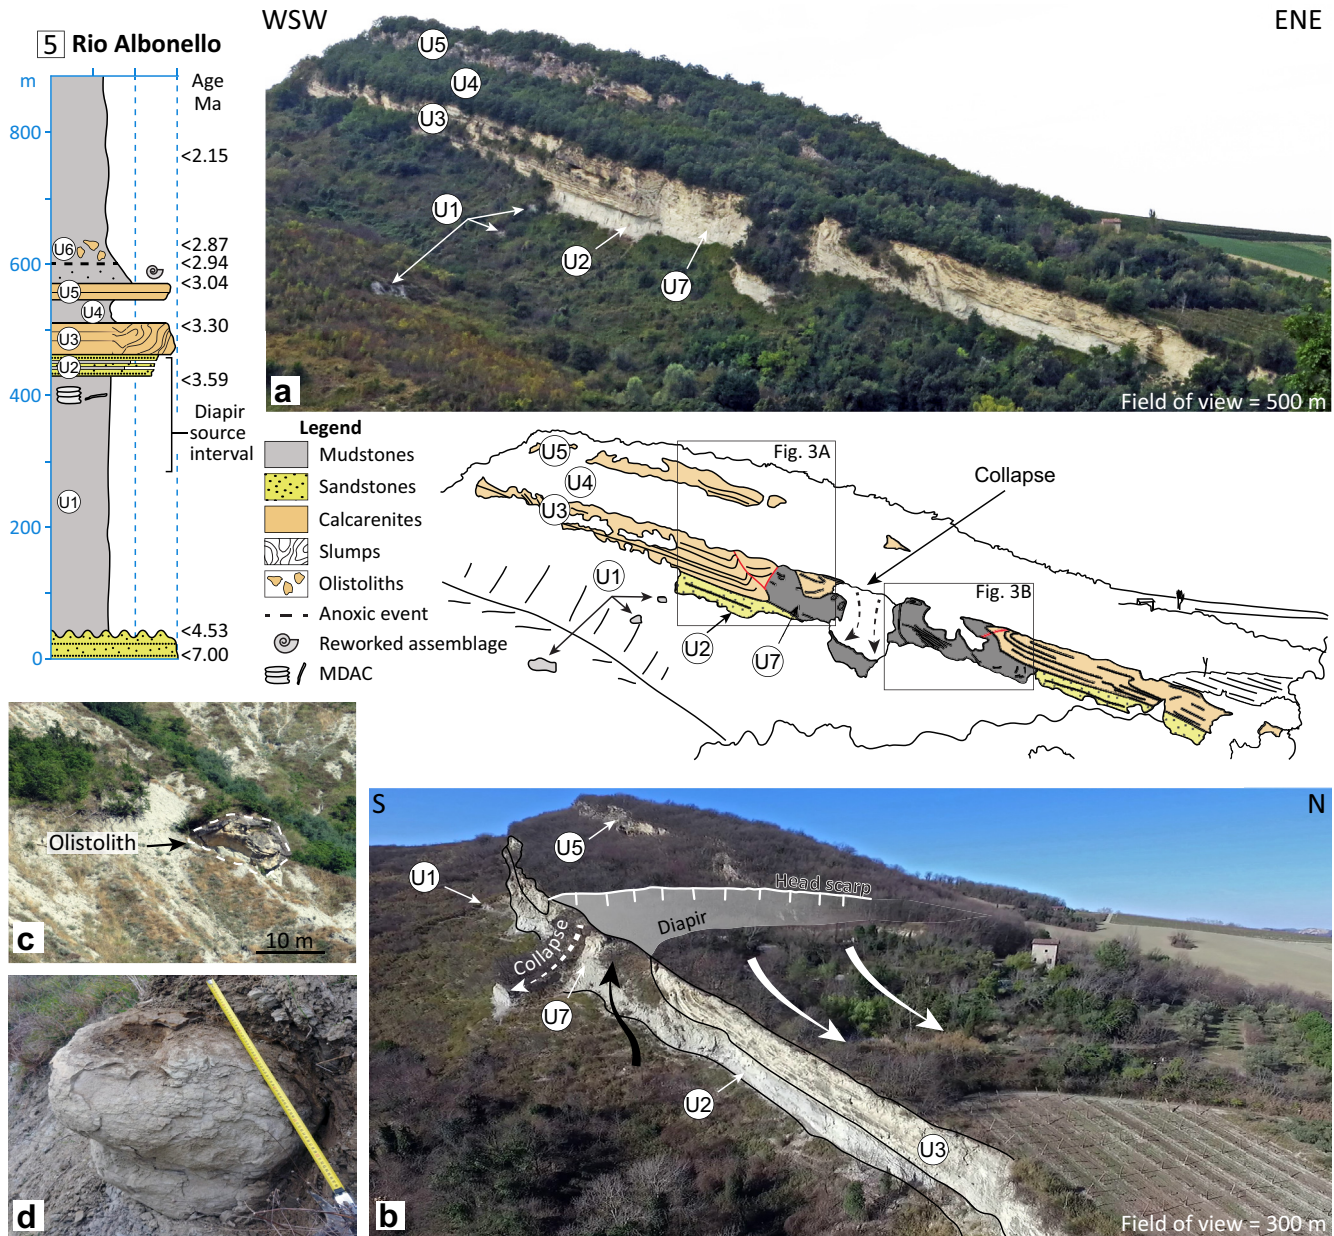 5 Rio Albonello
m
Age
Ma
800
600
400
200
0
<2.15
<2.87
<2.94
<3.04
<3.30
<3.59
<4.53
<7.00
U6
U5
U4
U3
U2
U1
Diapir
source
interval
Legend
Mudstones
Sandstones
Calcarenites
Slumps
Olistoliths
Anoxic event
Reworked assemblage
MDAC
WSW
ENE
U5
U4
U3
U1
U2
U7
a
Field of view = 500 m
Fig. 3A
Collapse
U5
U4
U3
Fig. 3B
U1
U2
U7
Olistolith
10 m
c
d
S
N
U5
U1
Head scarp
Diapir
Collapse
U7
U2
U3
b
Field of view = 300 m